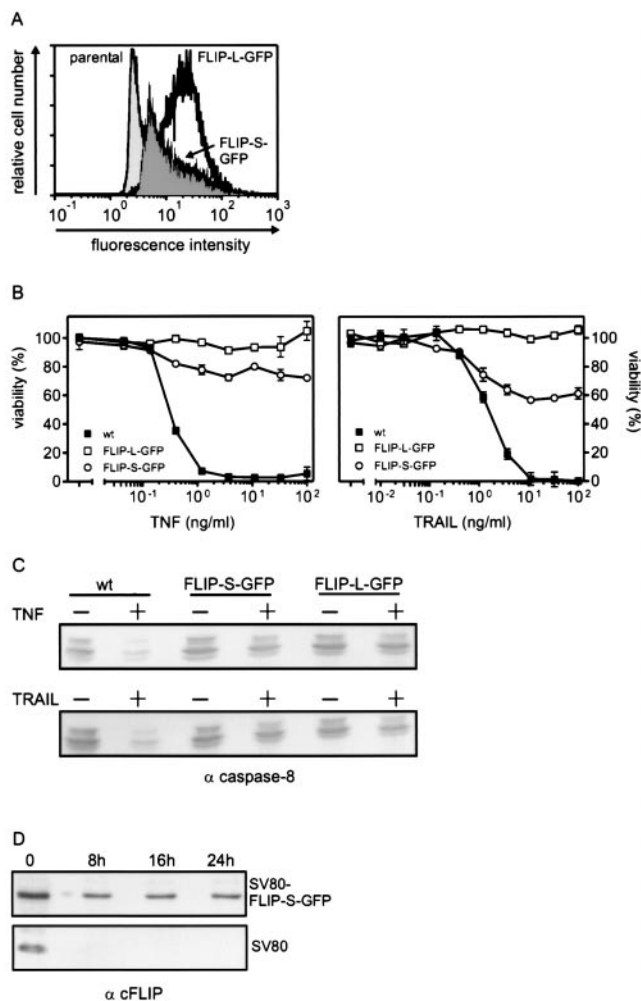 A
relative cell number
parental
FLIP-L-GFP
FLIP-S-
GFP
10^-1 10^0 10^1 10^2 10^3
fluorescence intensity
B
viability (%)
100
80
60
40
20
0
wt
FLIP-L-GFP
FLIP-S-GFP
10^-1 10^0 10^1 10^2
TNF (ng/ml)
wt
FLIP-L-GFP
FLIP-S-GFP
10^-2 10^-1 10^0 10^1 10^2
TRAIL (ng/ml)
100
80
60
40
20
0
viability (%)
C
wt FLIP-S-GFP FLIP-L-GFP
TNF − + − + − +
TRAIL − + − + − +
α caspase-8
D
0 8h 16h 24h
SV80-
FLIP-S-GFP
SV80
α cFLIP